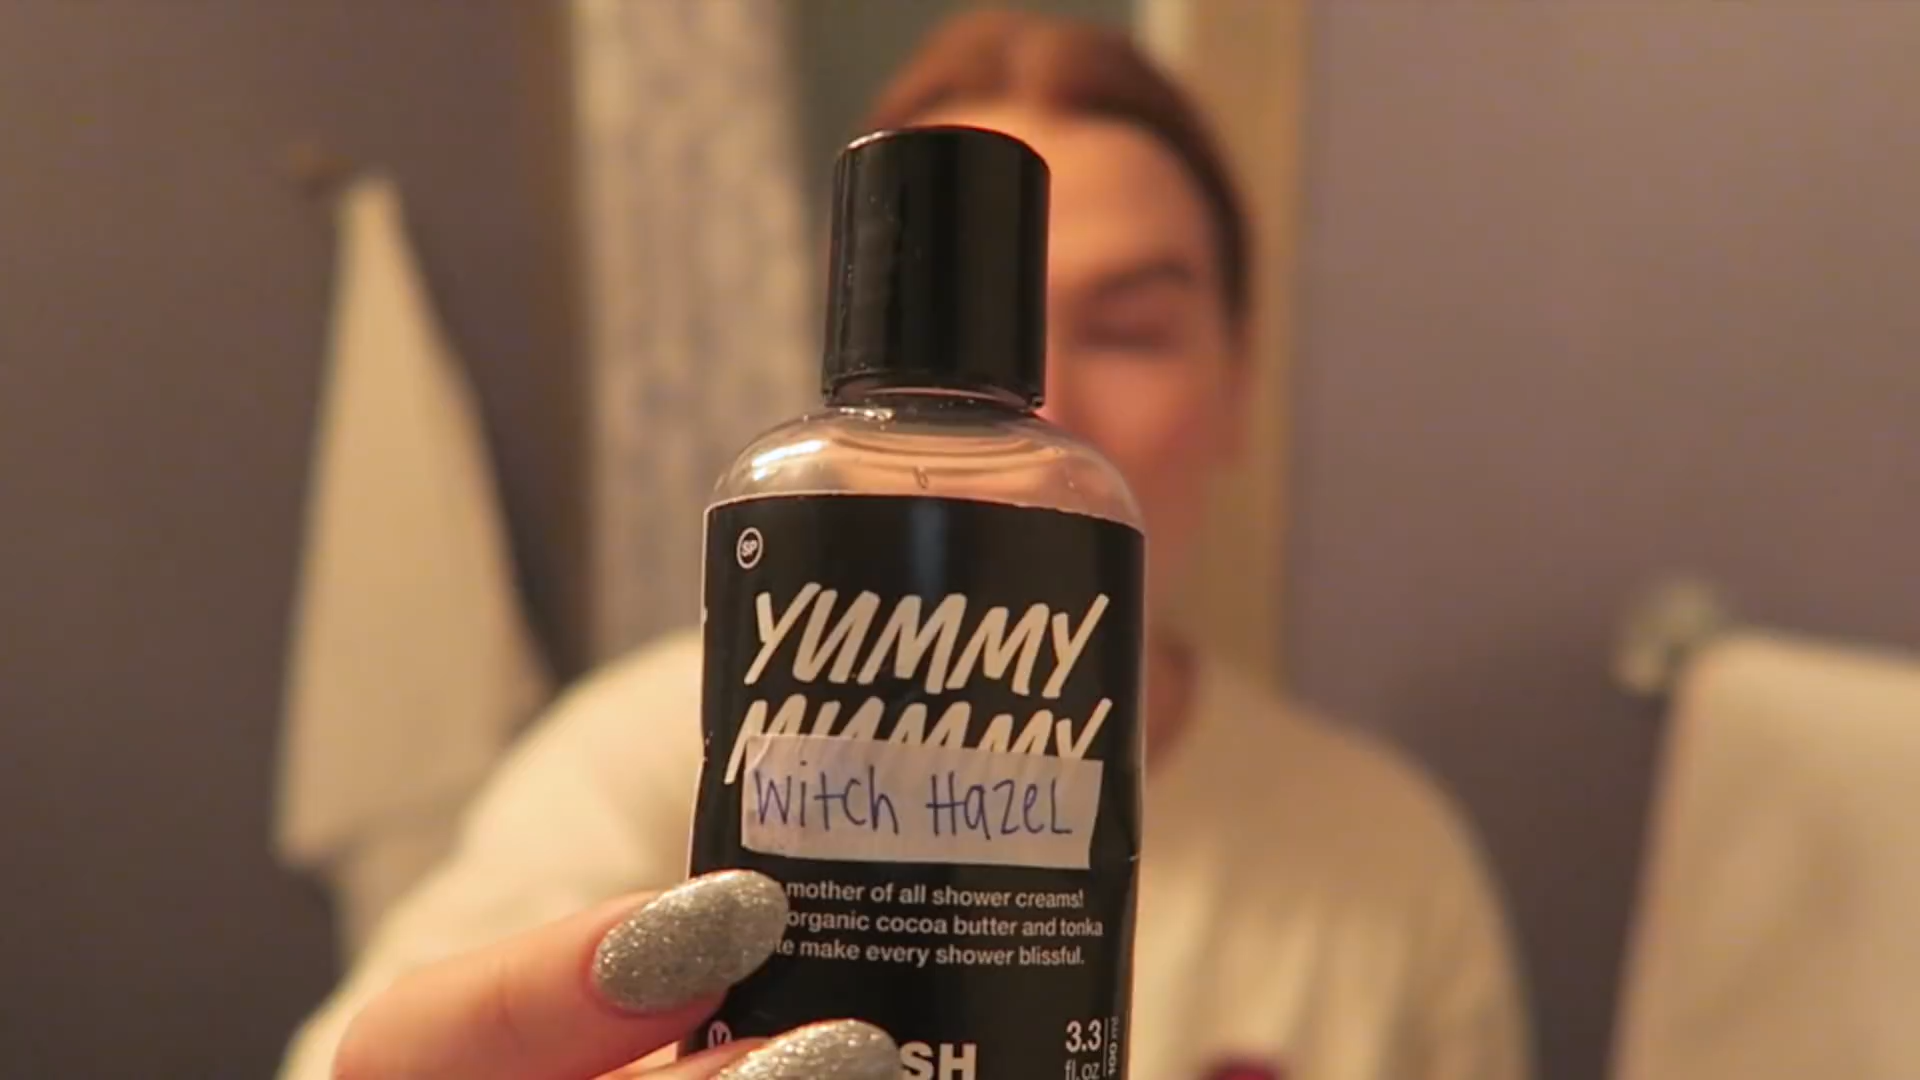 SP
YUMMY
MUMMY
Witch Hazel
mother of all shower creams!
organic cocoa butter and tonka
make every shower blissful.
3.3
fl.oz